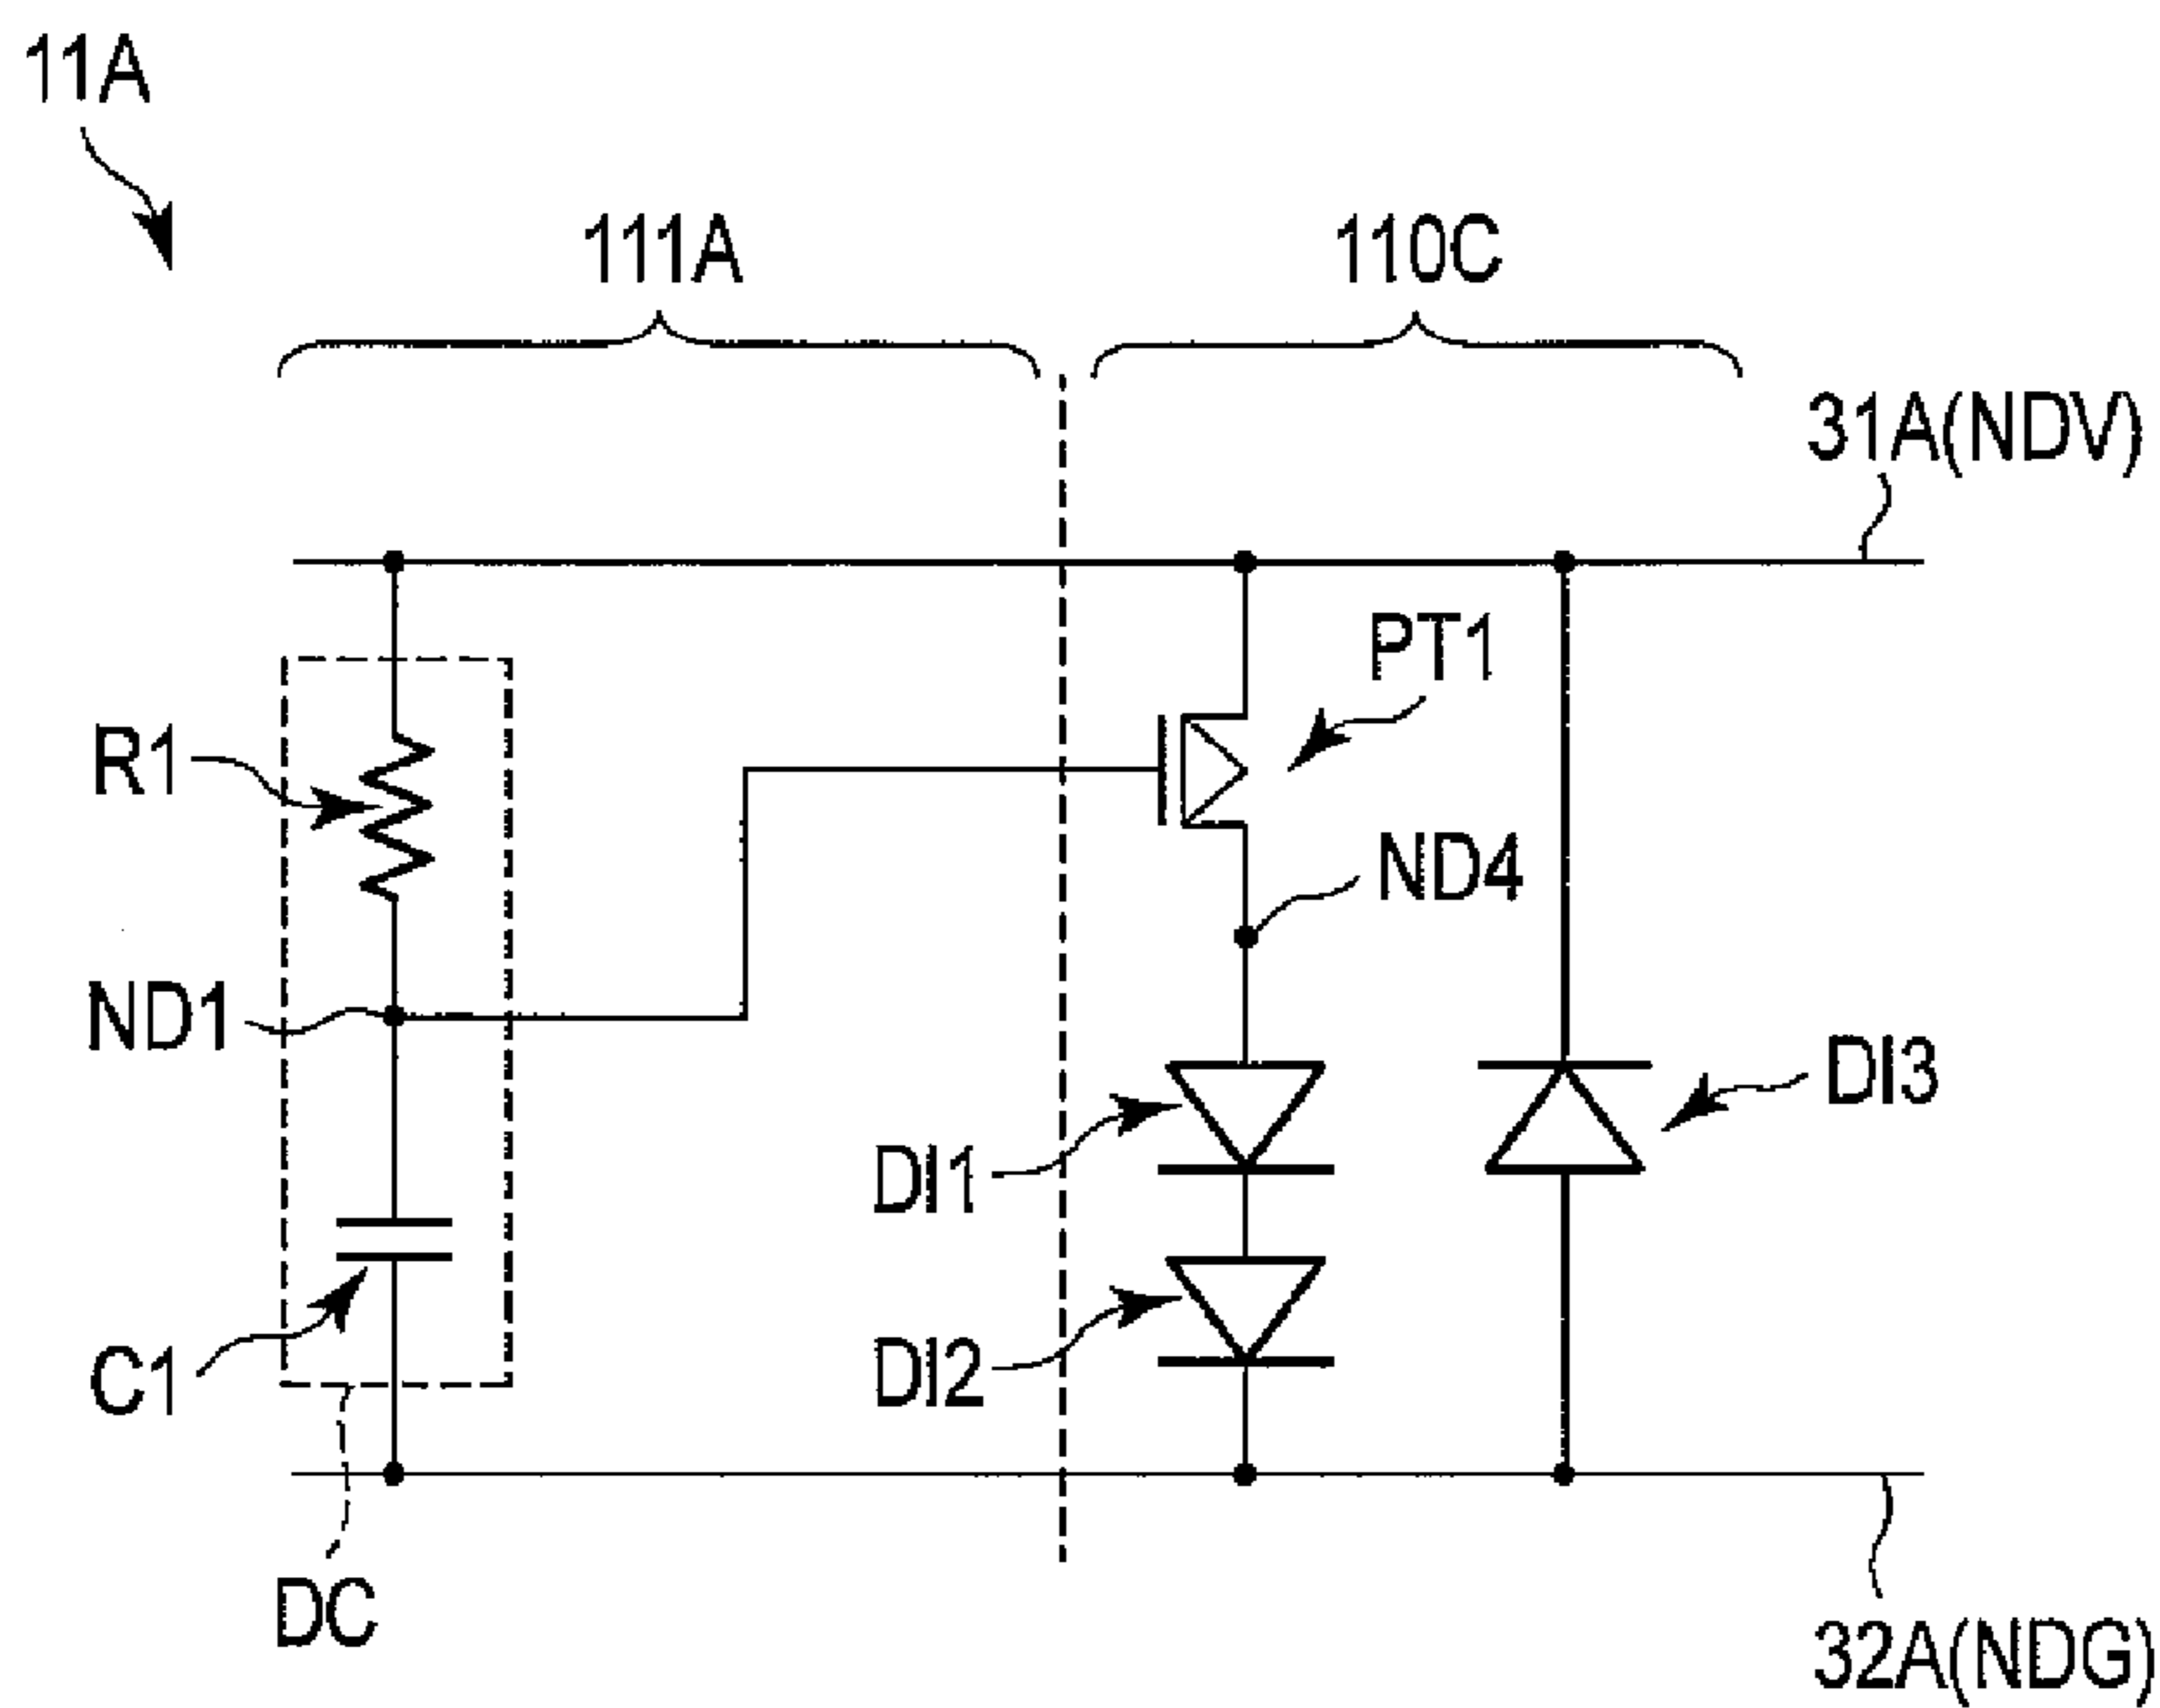 11A
111A
110C
31A(NDV)
PT1
R1
ND4
ND1
DI3
DI1
DI2
C1
DC
32A(NDG)